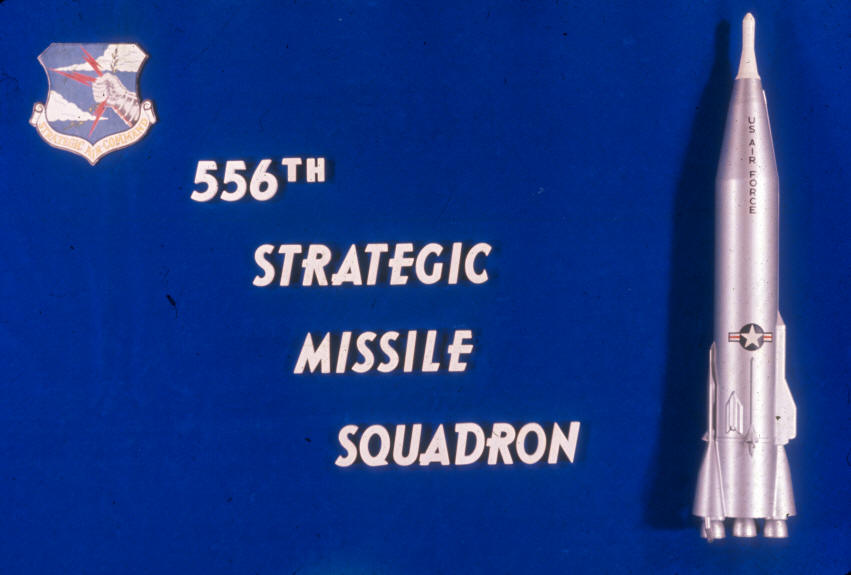 STRATEGIC AIR COMMAND
556TH
STRATEGIC
MISSILE
SQUADRON
US AIR FORCE